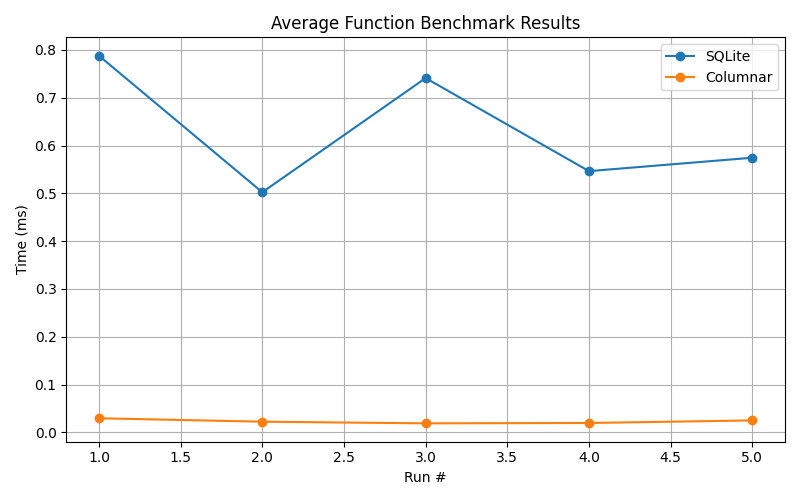 Average Function Benchmark Results
SQLite
Columnar
Time (ms)
0.8
0.7
0.6
0.5
0.4
0.3
0.2
0.1
0.0
1.0 1.5 2.0 2.5 3.0 3.5 4.0 4.5 5.0
Run #